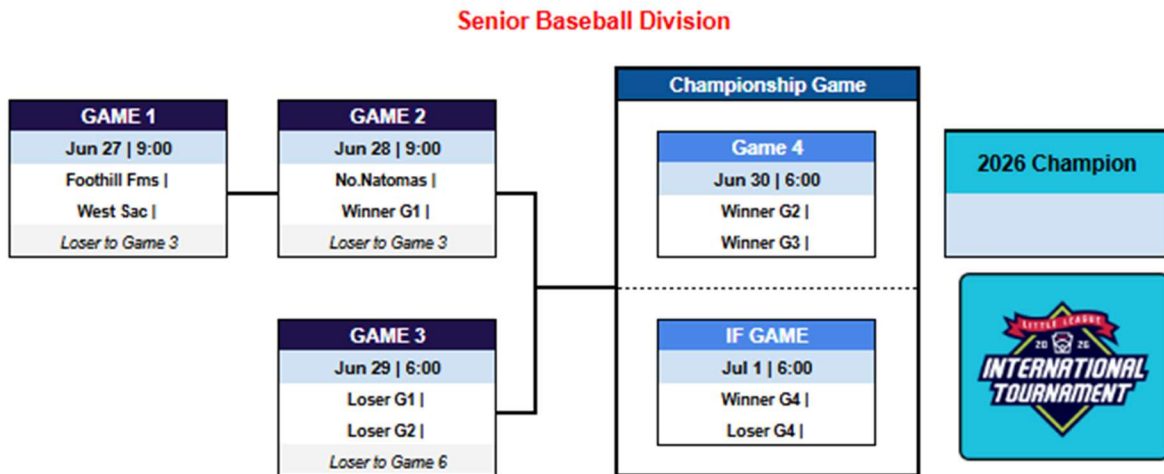 Senior Baseball Division
GAME 1
Jun 27 | 9:00
Foothill Fms |
West Sac |
Loser to Game 3
GAME 2
Jun 28 | 9:00
No.Natomas |
Winner G1 |
Loser to Game 3
GAME 3
Jun 29 | 6:00
Loser G1 |
Loser G2 |
Loser to Game 6
Championship Game
Game 4
Jun 30 | 6:00
Winner G2 |
Winner G3 |
IF GAME
Jul 1 | 6:00
Winner G4 |
Loser G4 |
2026 Champion
LITTLE LEAGUE
20 26
INTERNATIONAL
TOURNAMENT